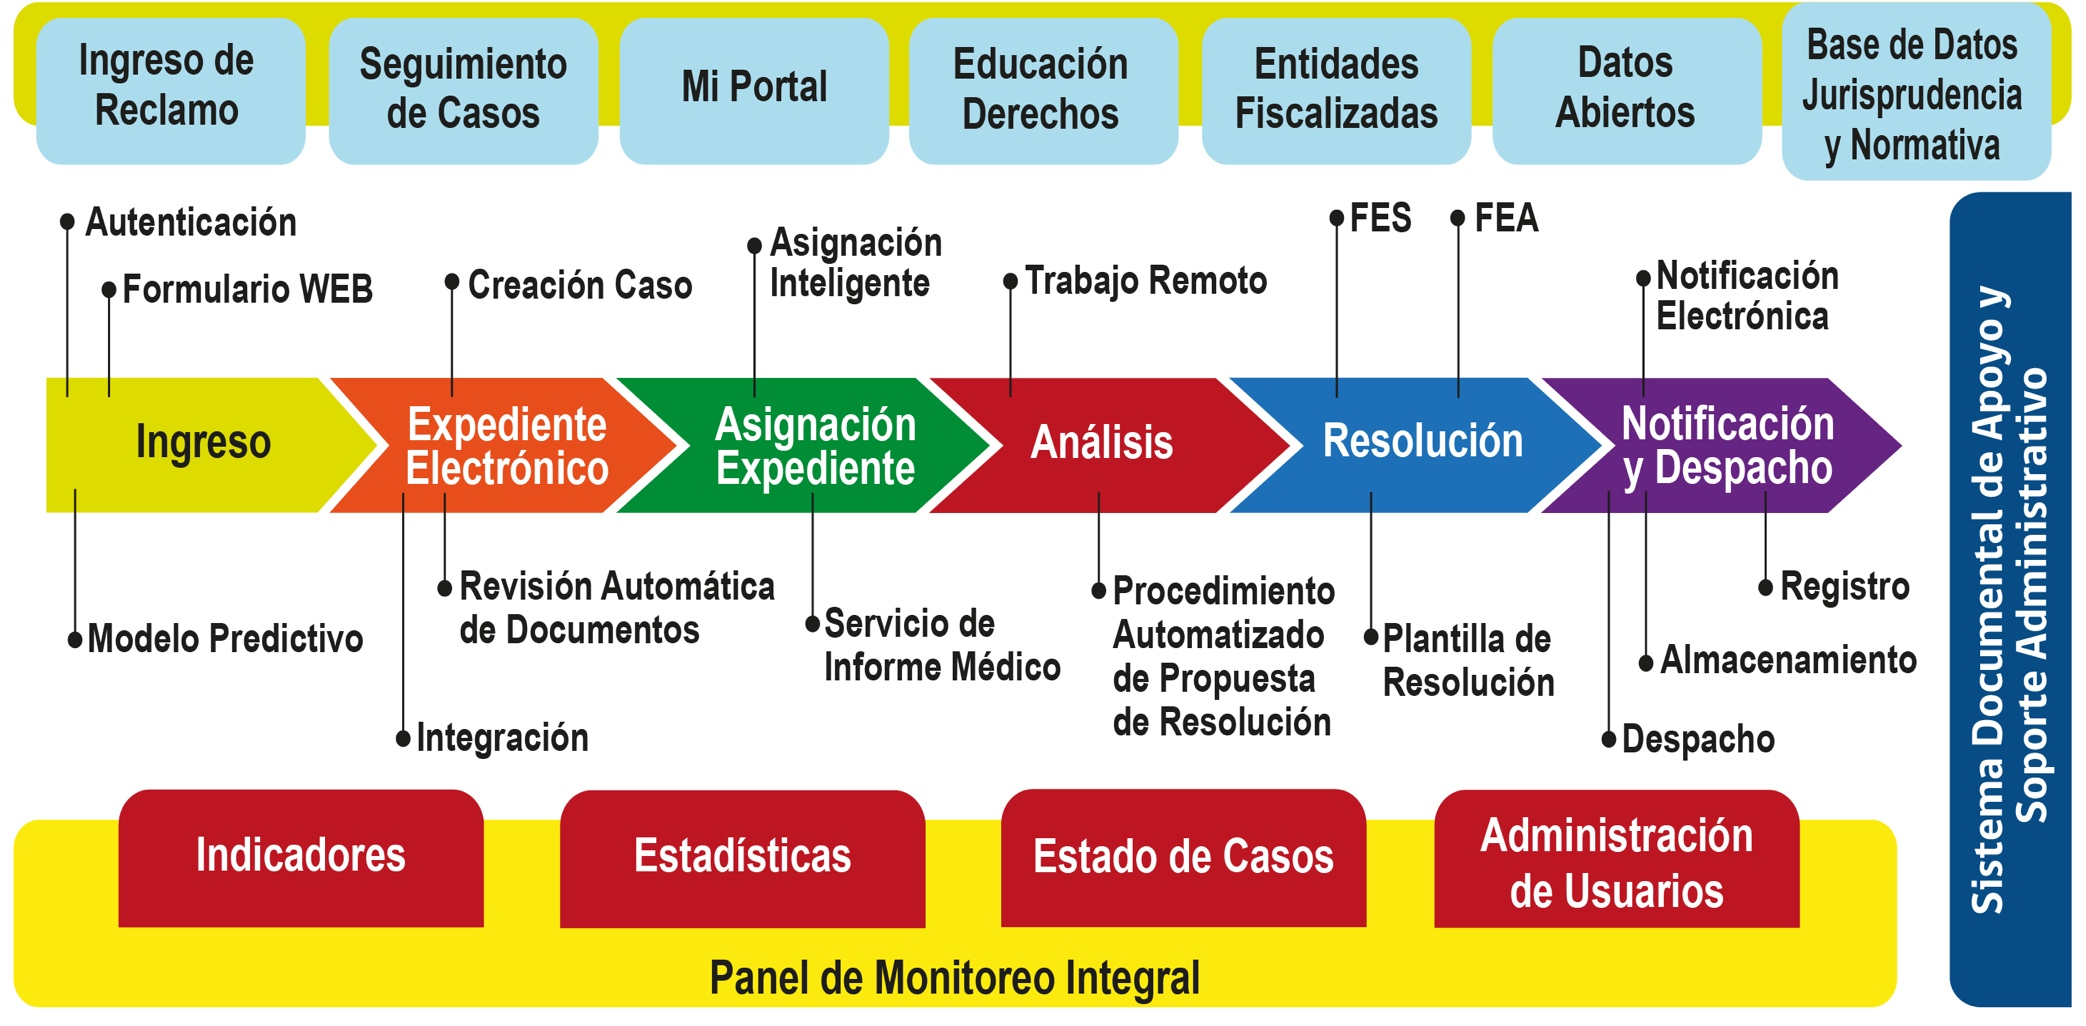 Ingreso de
Reclamo
Seguimiento
de Casos
Mi Portal
Educación
Derechos
Entidades
Fiscalizadas
Datos
Abiertos
Base de Datos
Jurisprudencia
y Normativa
Autenticación
Formulario WEB
Creación Caso
Asignación
Inteligente
Trabajo Remoto
FES
FEA
Notificación
Electrónica
Ingreso
Expediente
Electrónico
Asignación
Expediente
Análisis
Resolución
Notificación
y Despacho
Modelo Predictivo
Integración
Revisión Automática
de Documentos
Servicio de
Informe Médico
Procedimiento
Automatizado
de Propuesta
de Resolución
Plantilla de
Resolución
Despacho
Almacenamiento
Registro
Sistema Documental de Apoyo y
Soporte Administrativo
Indicadores
Estadísticas
Estado de Casos
Administración
de Usuarios
Panel de Monitoreo Integral